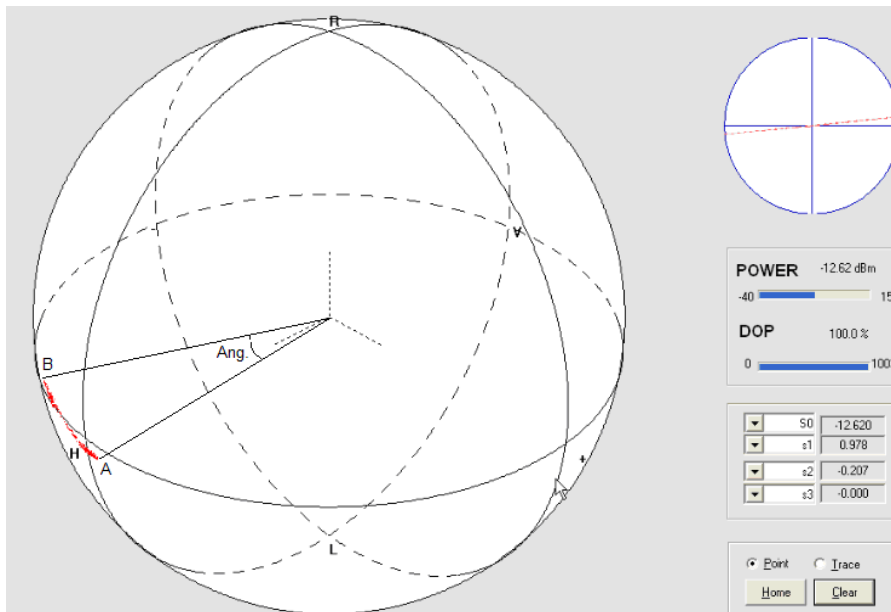 R
∀
B
Ang.
H
A
+
L
POWER -12.62 dBm
-40 15
DOP 100.0 %
0 100
S0 -12.620
s1 0.978
s2 -0.207
s3 -0.000
Point Trace
Home Clear